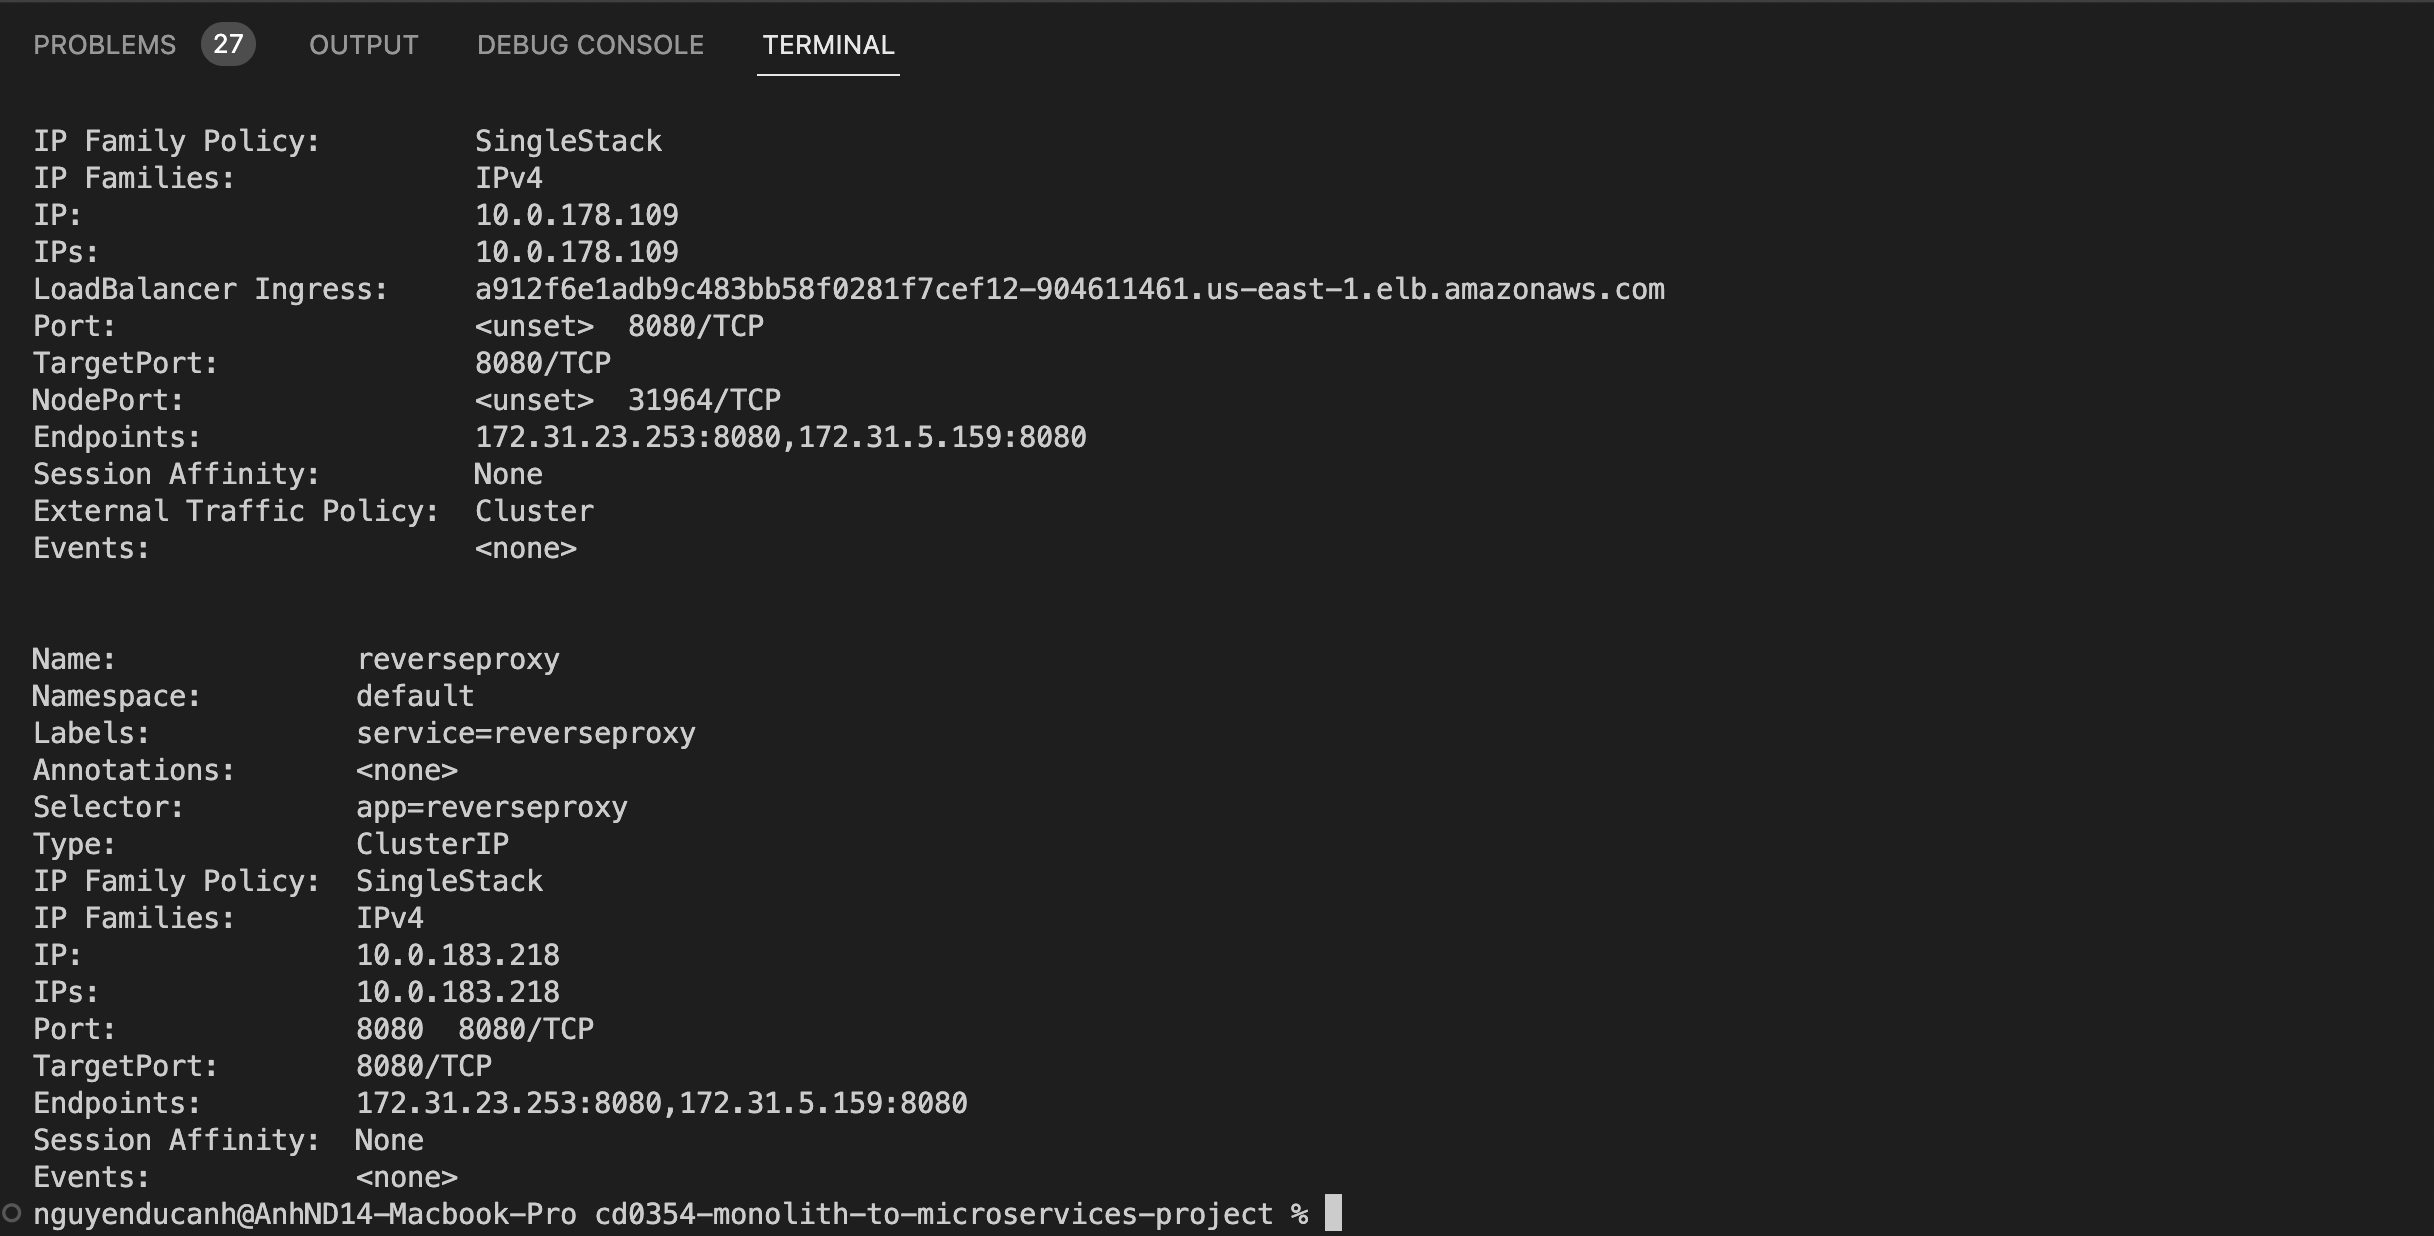 PROBLEMS 27 OUTPUT DEBUG CONSOLE TERMINAL
IP Family Policy: SingleStack
IP Families: IPv4
IP: 10.0.178.109
IPs: 10.0.178.109
LoadBalancer Ingress: a912f6e1adb9c483bb58f0281f7cef12-904611461.us-east-1.elb.amazonaws.com
Port: <unset> 8080/TCP
TargetPort: 8080/TCP
NodePort: <unset> 31964/TCP
Endpoints: 172.31.23.253:8080,172.31.5.159:8080
Session Affinity: None
External Traffic Policy: Cluster
Events: <none>
Name: reverseproxy
Namespace: default
Labels: service=reverseproxy
Annotations: <none>
Selector: app=reverseproxy
Type: ClusterIP
IP Family Policy: SingleStack
IP Families: IPv4
IP: 10.0.183.218
IPs: 10.0.183.218
Port: 8080 8080/TCP
TargetPort: 8080/TCP
Endpoints: 172.31.23.253:8080,172.31.5.159:8080
Session Affinity: None
Events: <none>
nguyenducanh@AnhND14-Macbook-Pro cd0354-monolith-to-microservices-project %